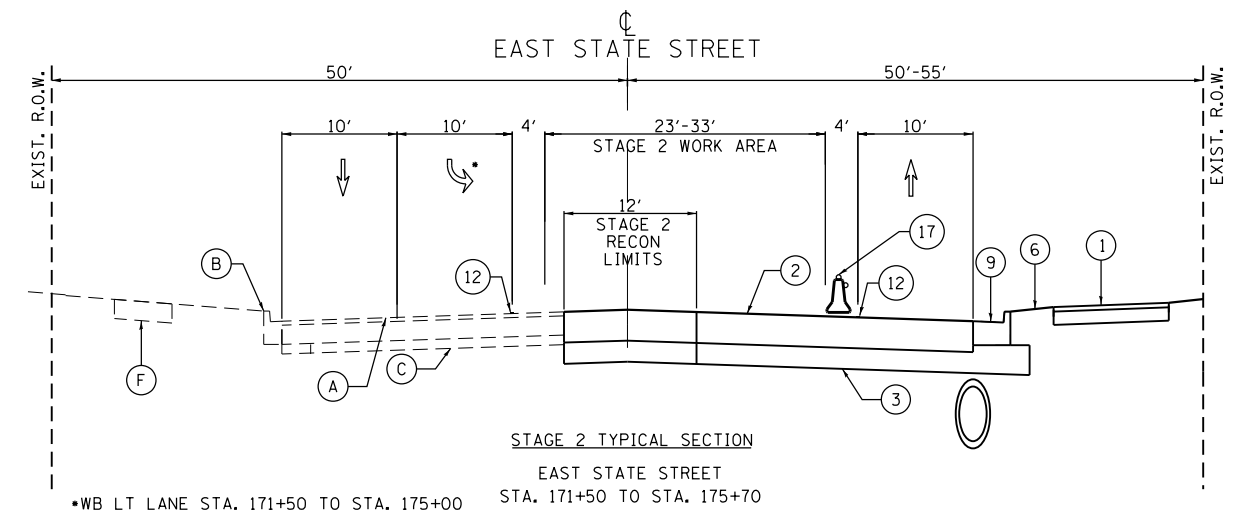 ℄
EAST STATE STREET
50'
50'-55'
EXIST. R.O.W.
EXIST. R.O.W.
10'
10'
4'
23'-33'
4'
10'
STAGE 2 WORK AREA
*
12'
STAGE 2
RECON
LIMITS
17
B
12
2
12
9
6
1
F
A
C
3
STAGE 2 TYPICAL SECTION
EAST STATE STREET
STA. 171+50 TO STA. 175+70
*WB LT LANE STA. 171+50 TO STA. 175+00